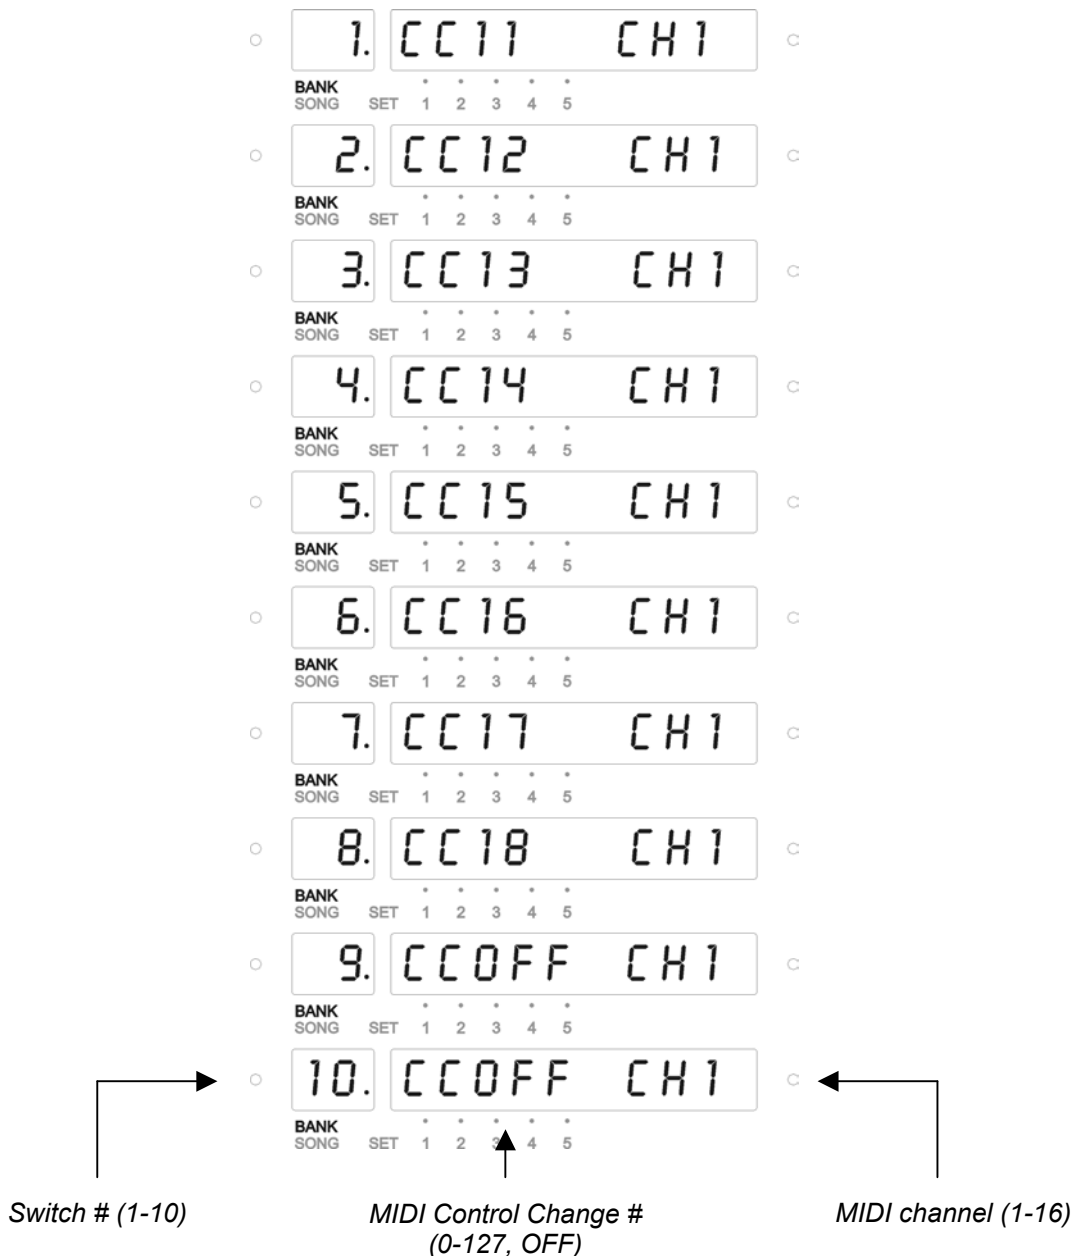 1. CC11 CH1
BANK
SONG SET 1 2 3 4 5
2. CC12 CH1
BANK
SONG SET 1 2 3 4 5
3. CC13 CH1
BANK
SONG SET 1 2 3 4 5
4. CC14 CH1
BANK
SONG SET 1 2 3 4 5
5. CC15 CH1
BANK
SONG SET 1 2 3 4 5
6. CC16 CH1
BANK
SONG SET 1 2 3 4 5
7. CC17 CH1
BANK
SONG SET 1 2 3 4 5
8. CC18 CH1
BANK
SONG SET 1 2 3 4 5
9. CCOFF CH1
BANK
SONG SET 1 2 3 4 5
10. CCOFF CH1
BANK
SONG SET 1 2 3 4 5
Switch # (1-10) MIDI Control Change # MIDI channel (1-16)
(0-127, OFF)